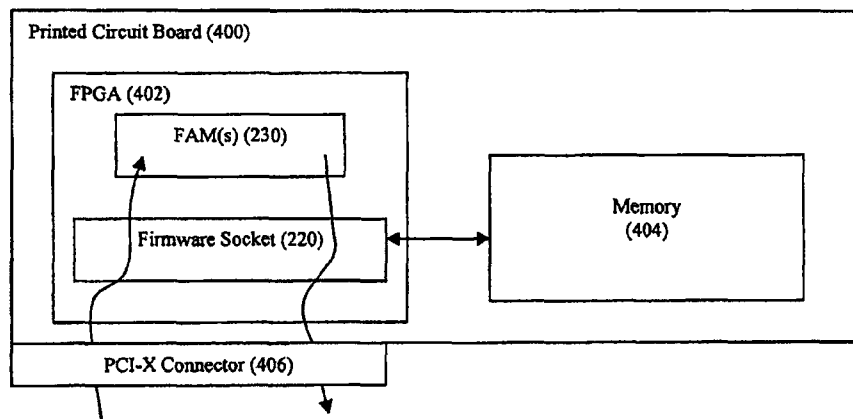 Printed Circuit Board (400)
FPGA (402)
FAM(s) (230)
Firmware Socket (220)
Memory
(404)
PCI-X Connector (406)